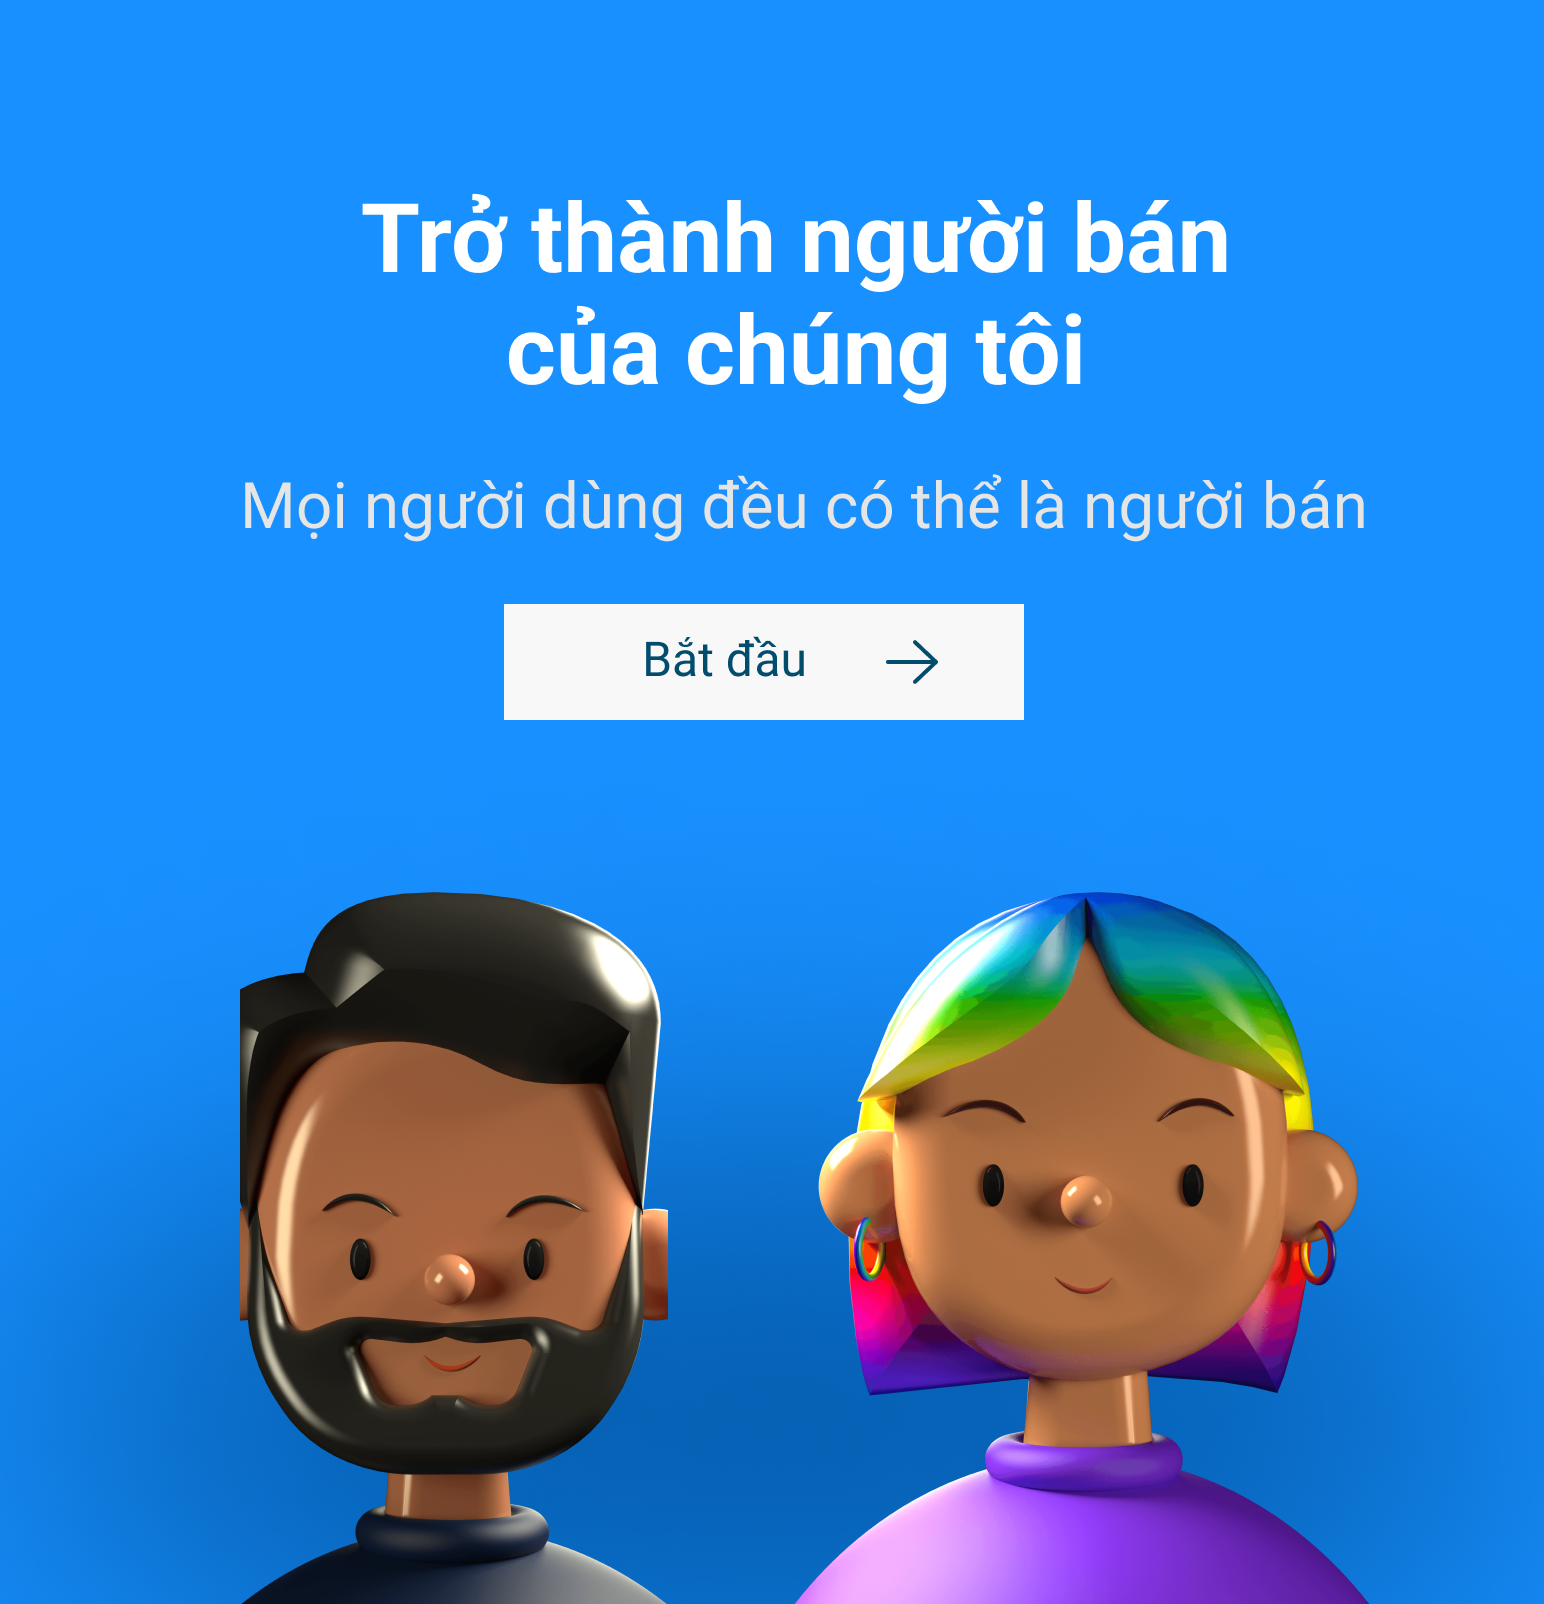 Trở thành người bán
của chúng tôi
Mọi người dùng đều có thể là người bán
Bắt đầu